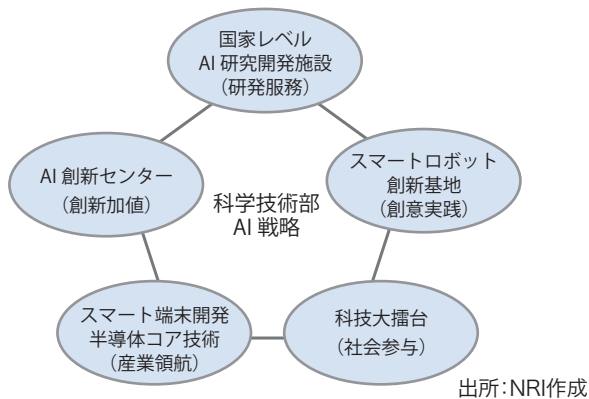 国家レベル
AI 研究開発施設
（研発服務）
AI 創新センター
（創新加値）
スマートロボット
創新基地
（創意実践）
科学技術部
AI 戦略
スマート端末開発
半導体コア技術
（産業領航）
科技大擂台
（社会参与）
出所：NRI作成